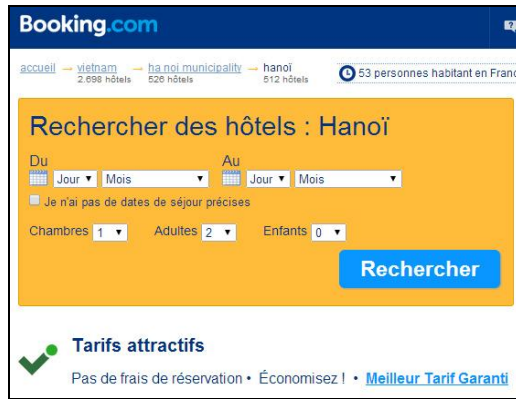 Booking.com
accueil → vietnam → ha noi municipality → hanoï
2.698 hôtels 526 hôtels 512 hôtels
53 personnes habitant en Franc
Rechercher des hôtels : Hanoï
Du Au
Jour Mois Jour Mois
Je n'ai pas de dates de séjour précises
Chambres 1 Adultes 2 Enfants 0
Rechercher
Tarifs attractifs
Pas de frais de réservation • Économisez ! • Meilleur Tarif Garanti